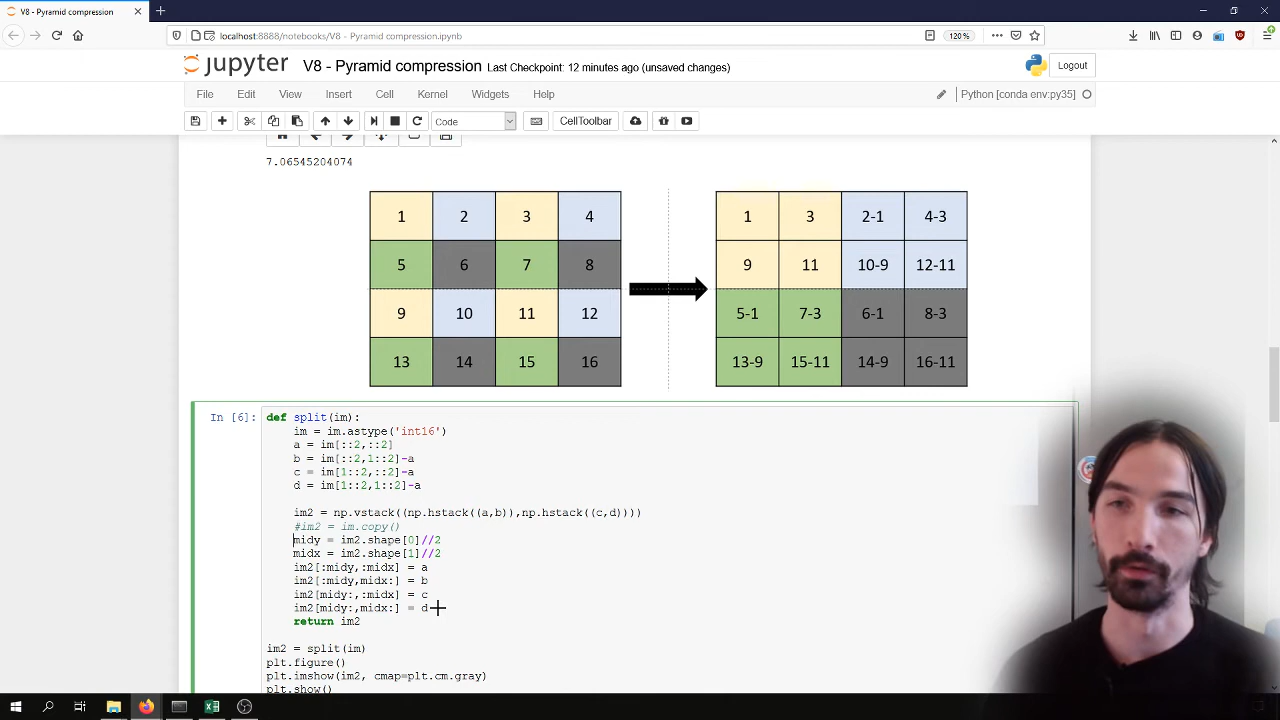 V8 - Pyramid compression
localhost:8888/notebooks/V8 - Pyramid compression.ipynb
120%
jupyter V8 - Pyramid compression Last Checkpoint: 12 minutes ago (unsaved changes)
Logout
File Edit View Insert Cell Kernel Widgets Help
Python [conda env:py35]
Code
CellToolbar
7.06545204074
1 2 3 4
5 6 7 8
9 10 11 12
13 14 15 16
1 3 2-1 4-3
9 11 10-9 12-11
5-1 7-3 6-1 8-3
13-9 15-11 14-9 16-11
In [6]:
def split(im):
im = im.astype('int16')
a = im[::2,::2]
b = im[::2,1::2]-a
c = im[1::2,::2]-a
d = im[1::2,1::2]-a
im2 = np.vstack((np.hstack((a,b)),np.hstack((c,d))))
#im2 = im.copy()
midy = im2.shape[0]//2
midx = im2.shape[1]//2
im2[:midy,:midx] = a
im2[:midy,midx:] = b
im2[midy:,:midx] = c
im2[midy:,midx:] = d
return im2
im2 = split(im)
plt.figure()
plt.imshow(im2, cmap=plt.cm.gray)
plt.show()